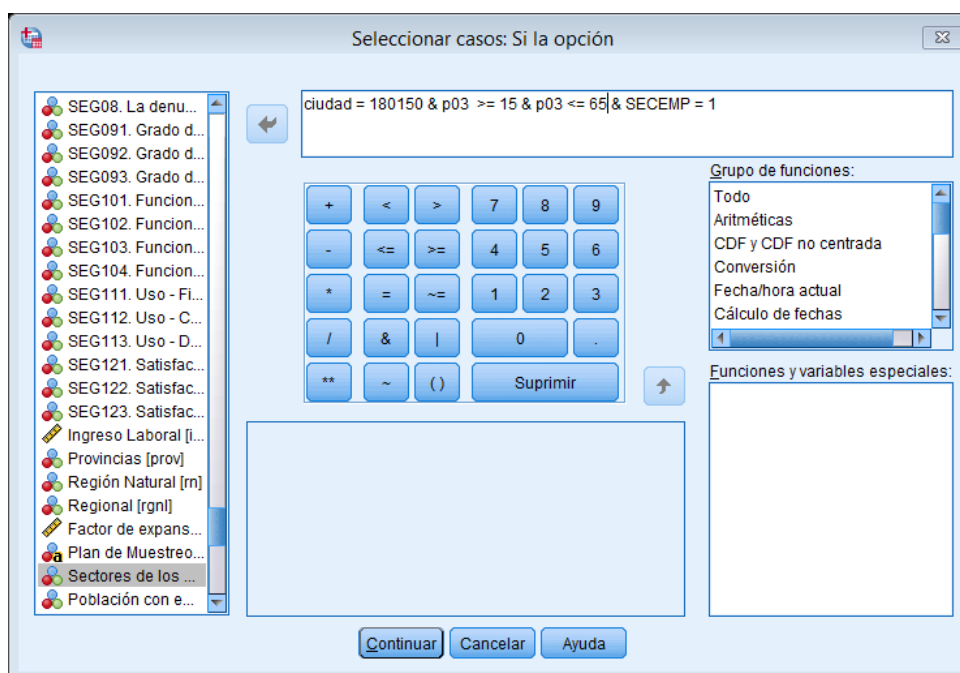 Seleccionar casos: Si la opción
SEG08. La denu...
SEG091. Grado d...
SEG092. Grado d...
SEG093. Grado d...
SEG101. Funcion...
SEG102. Funcion...
SEG103. Funcion...
SEG104. Funcion...
SEG111. Uso - Fi...
SEG112. Uso - C...
SEG113. Uso - D...
SEG121. Satisfac...
SEG122. Satisfac...
SEG123. Satisfac...
Ingreso Laboral [i...
Provincias [prov]
Región Natural [rn]
Regional [rgnl]
Factor de expans...
Plan de Muestreo...
Sectores de los ...
Población con e...
ciudad = 180150 & p03 >= 15 & p03 <= 65 & SECEMP = 1
+ < > 7 8 9
- <= >= 4 5 6
* = ~= 1 2 3
/ & | 0 .
** ~ ( ) Suprimir
Grupo de funciones:
Todo
Aritméticas
CDF y CDF no centrada
Conversión
Fecha/hora actual
Cálculo de fechas
Funciones y variables especiales:
Continuar Cancelar Ayuda